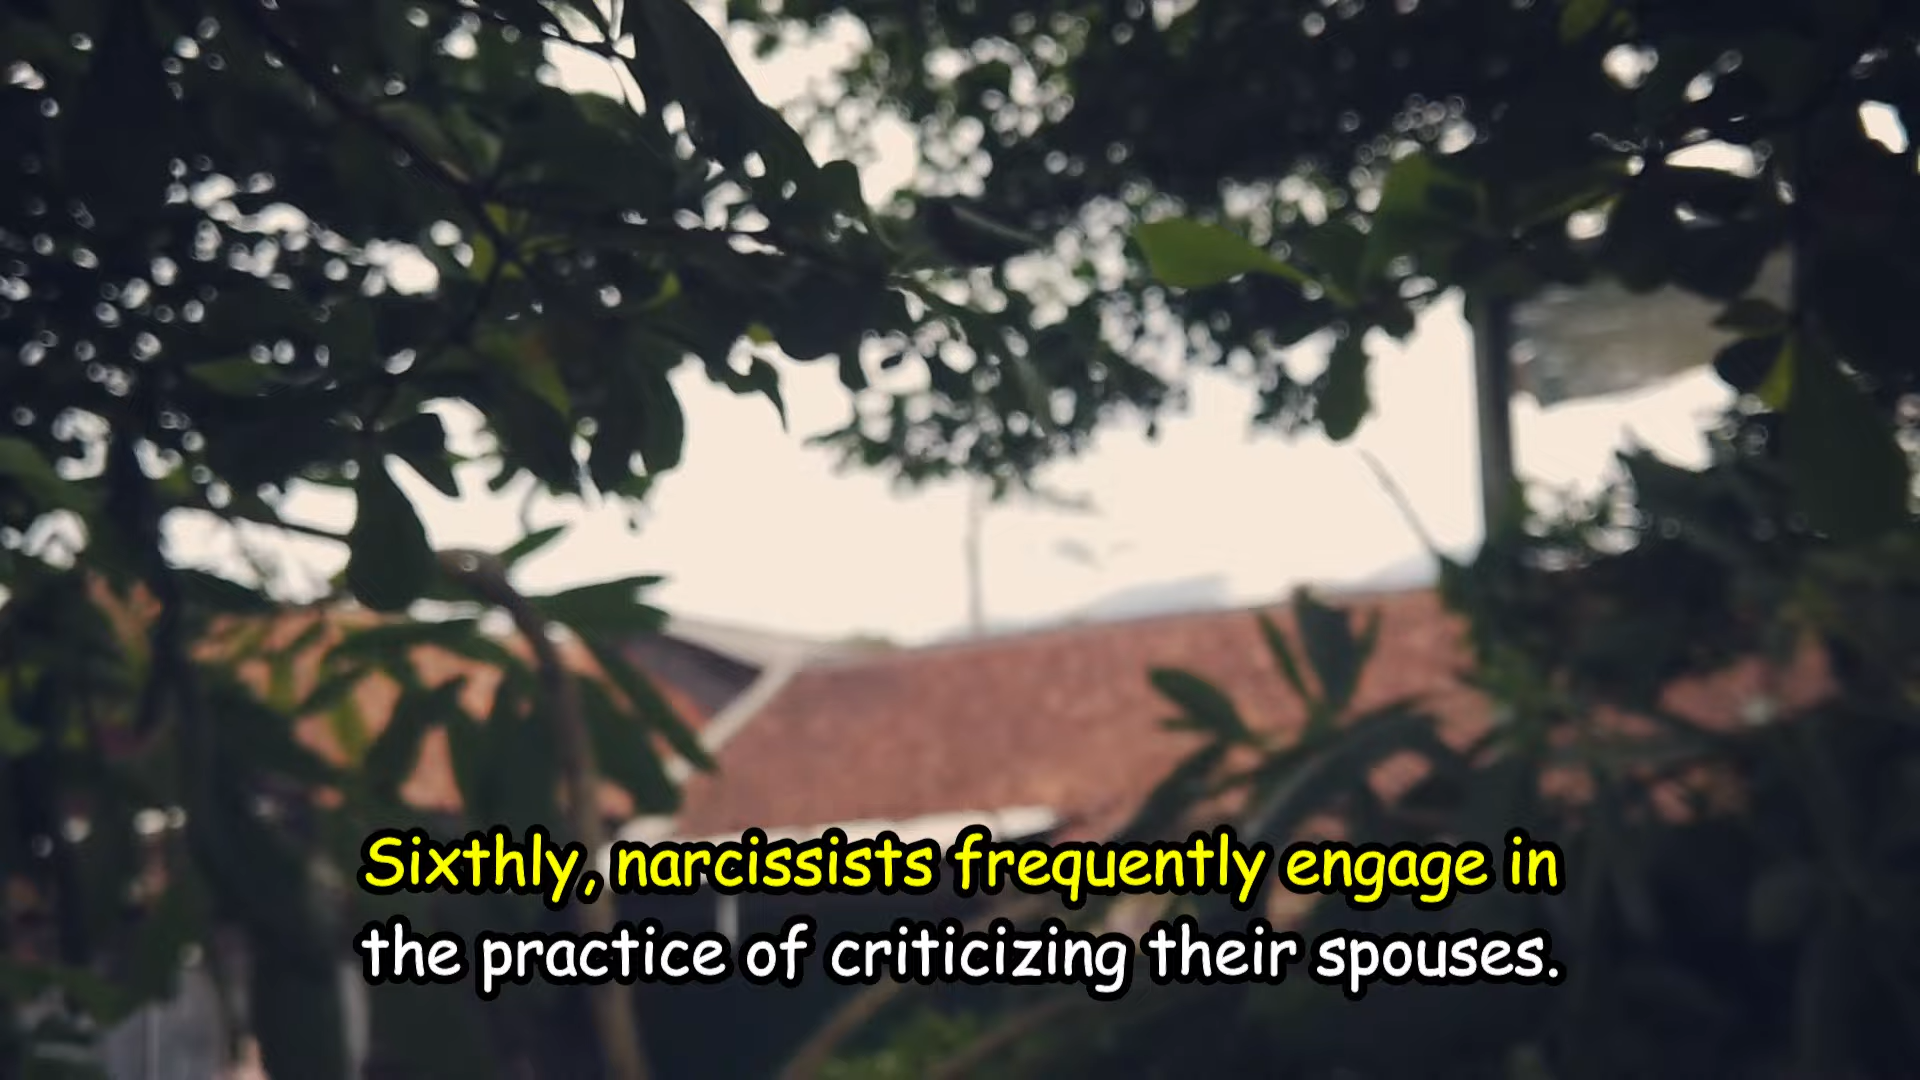 Sixthly, narcissists frequently engage in
the practice of criticizing their spouses.